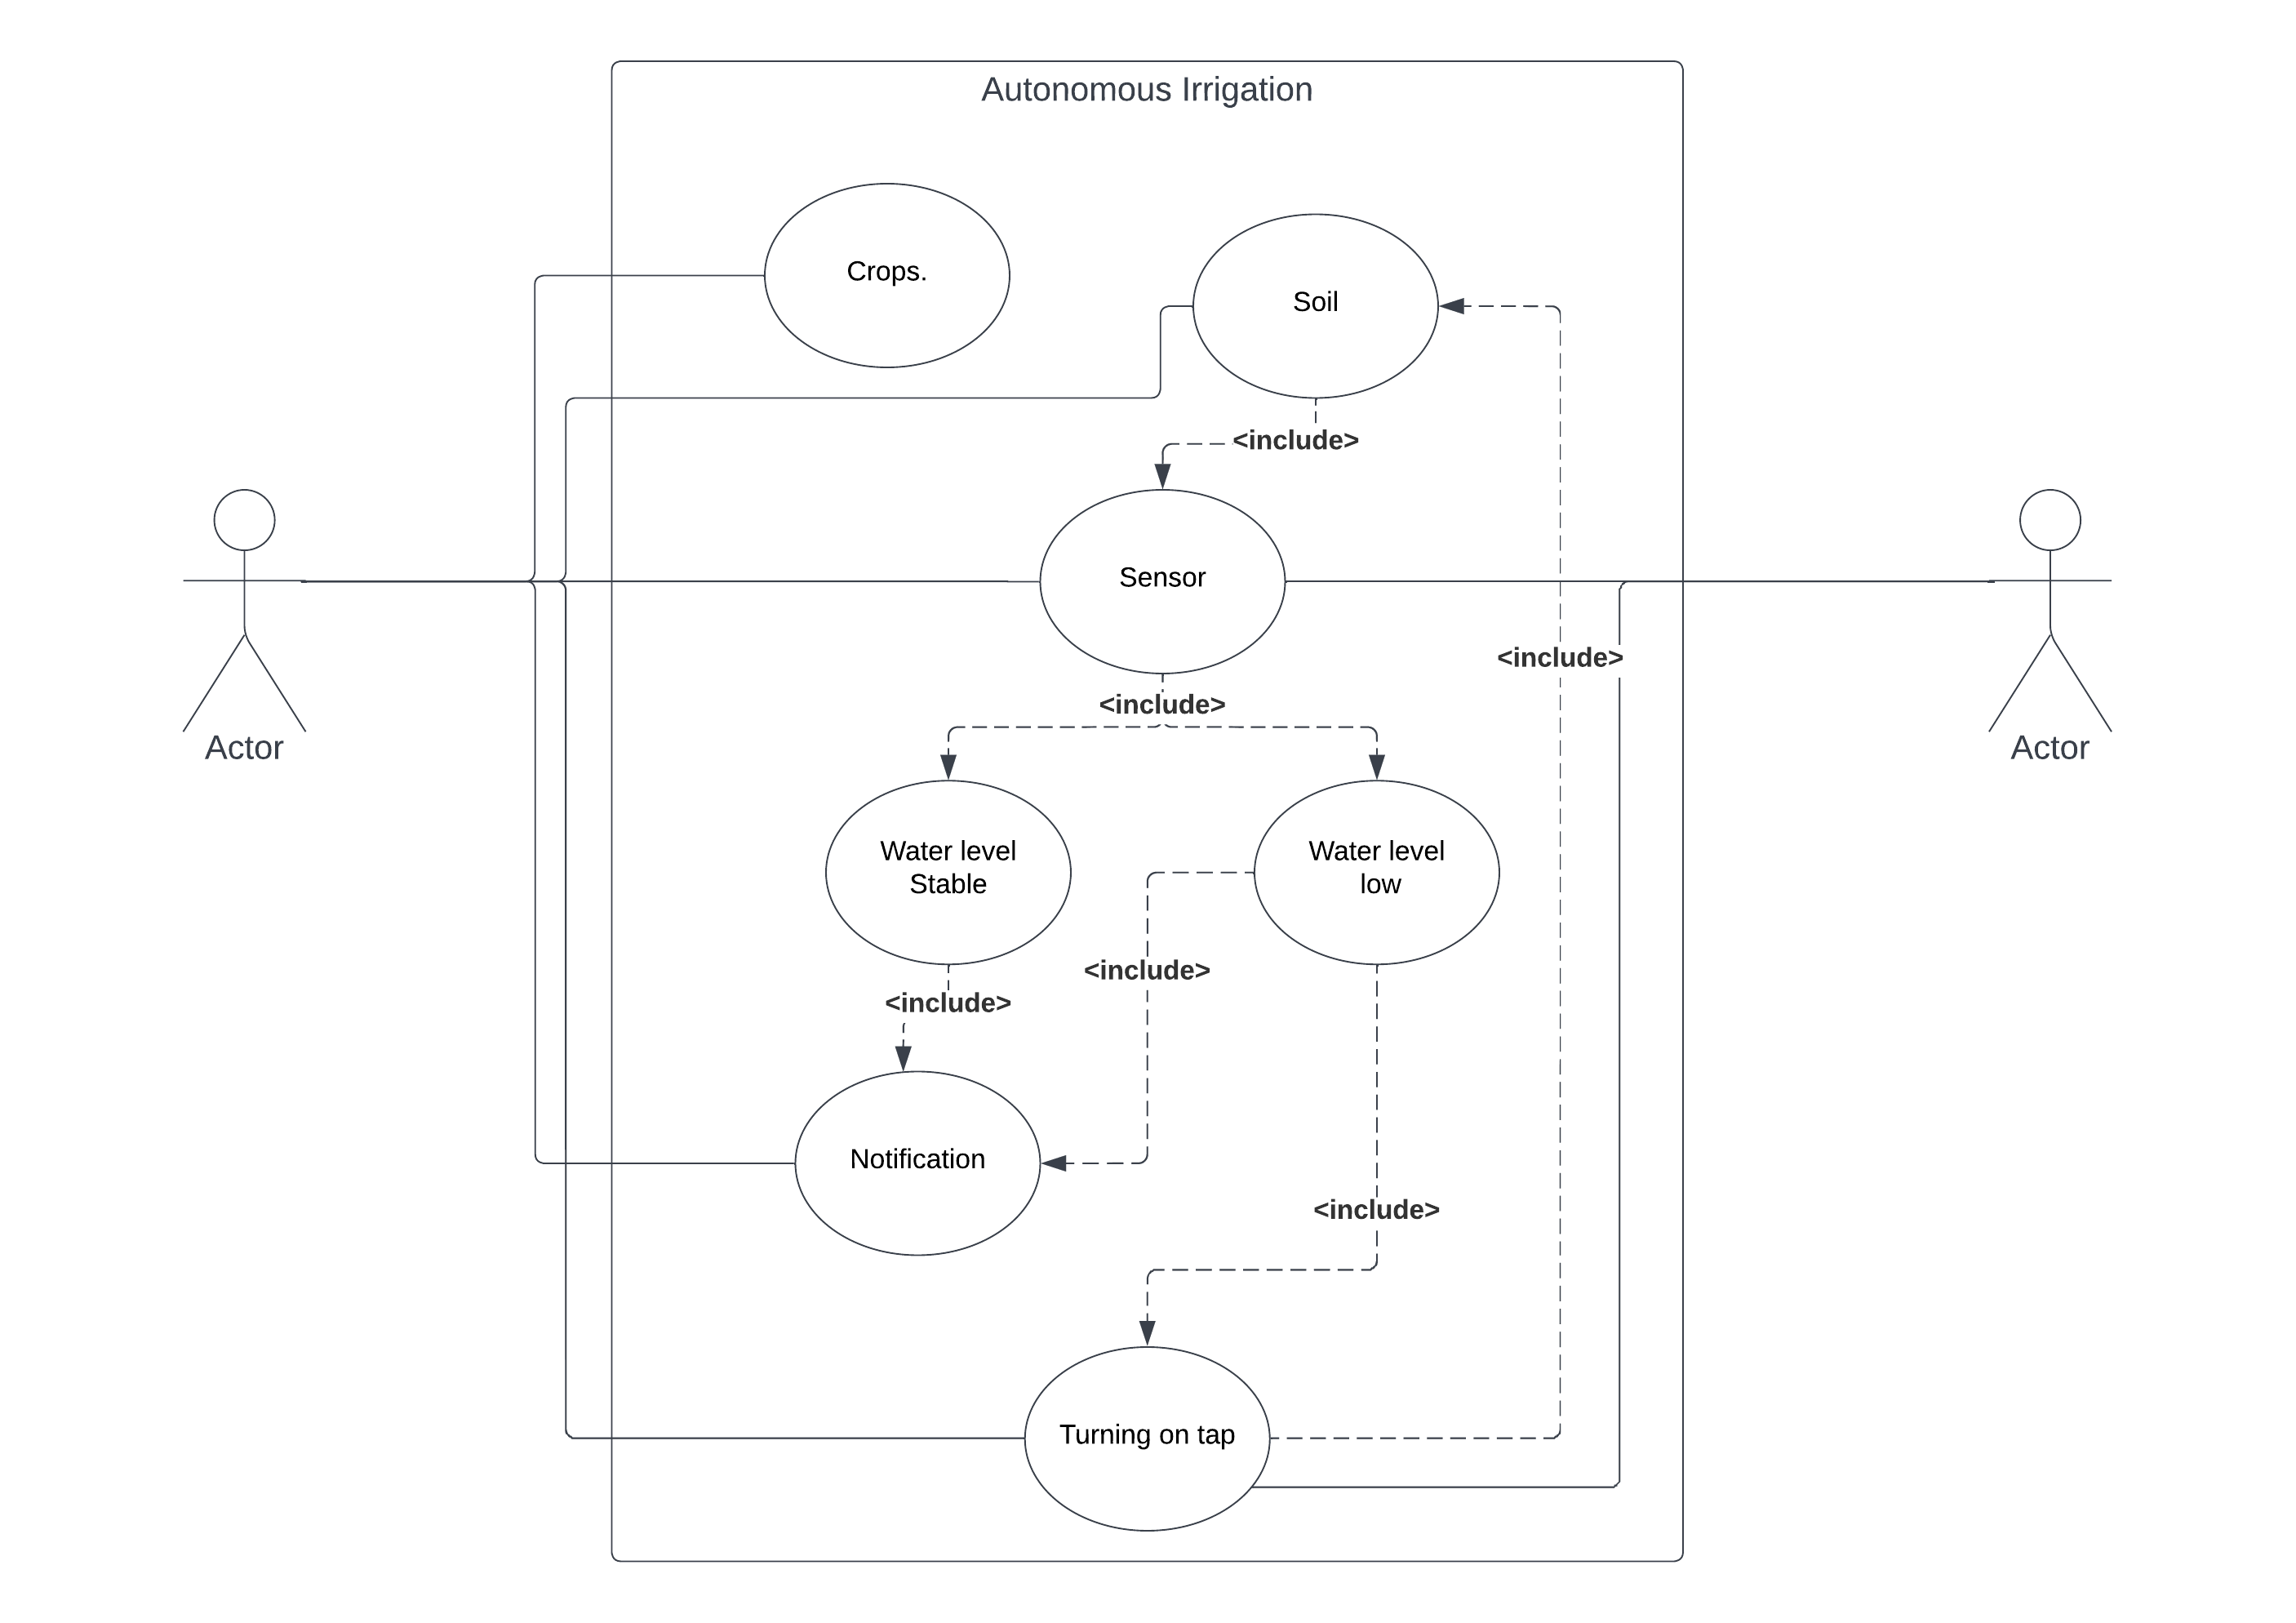 Autonomous Irrigation
Crops.
Soil
<include>
Sensor
<include>
<include>
Actor
Actor
Water level
Stable
Water level
low
<include>
<include>
Notification
<include>
Turning on tap